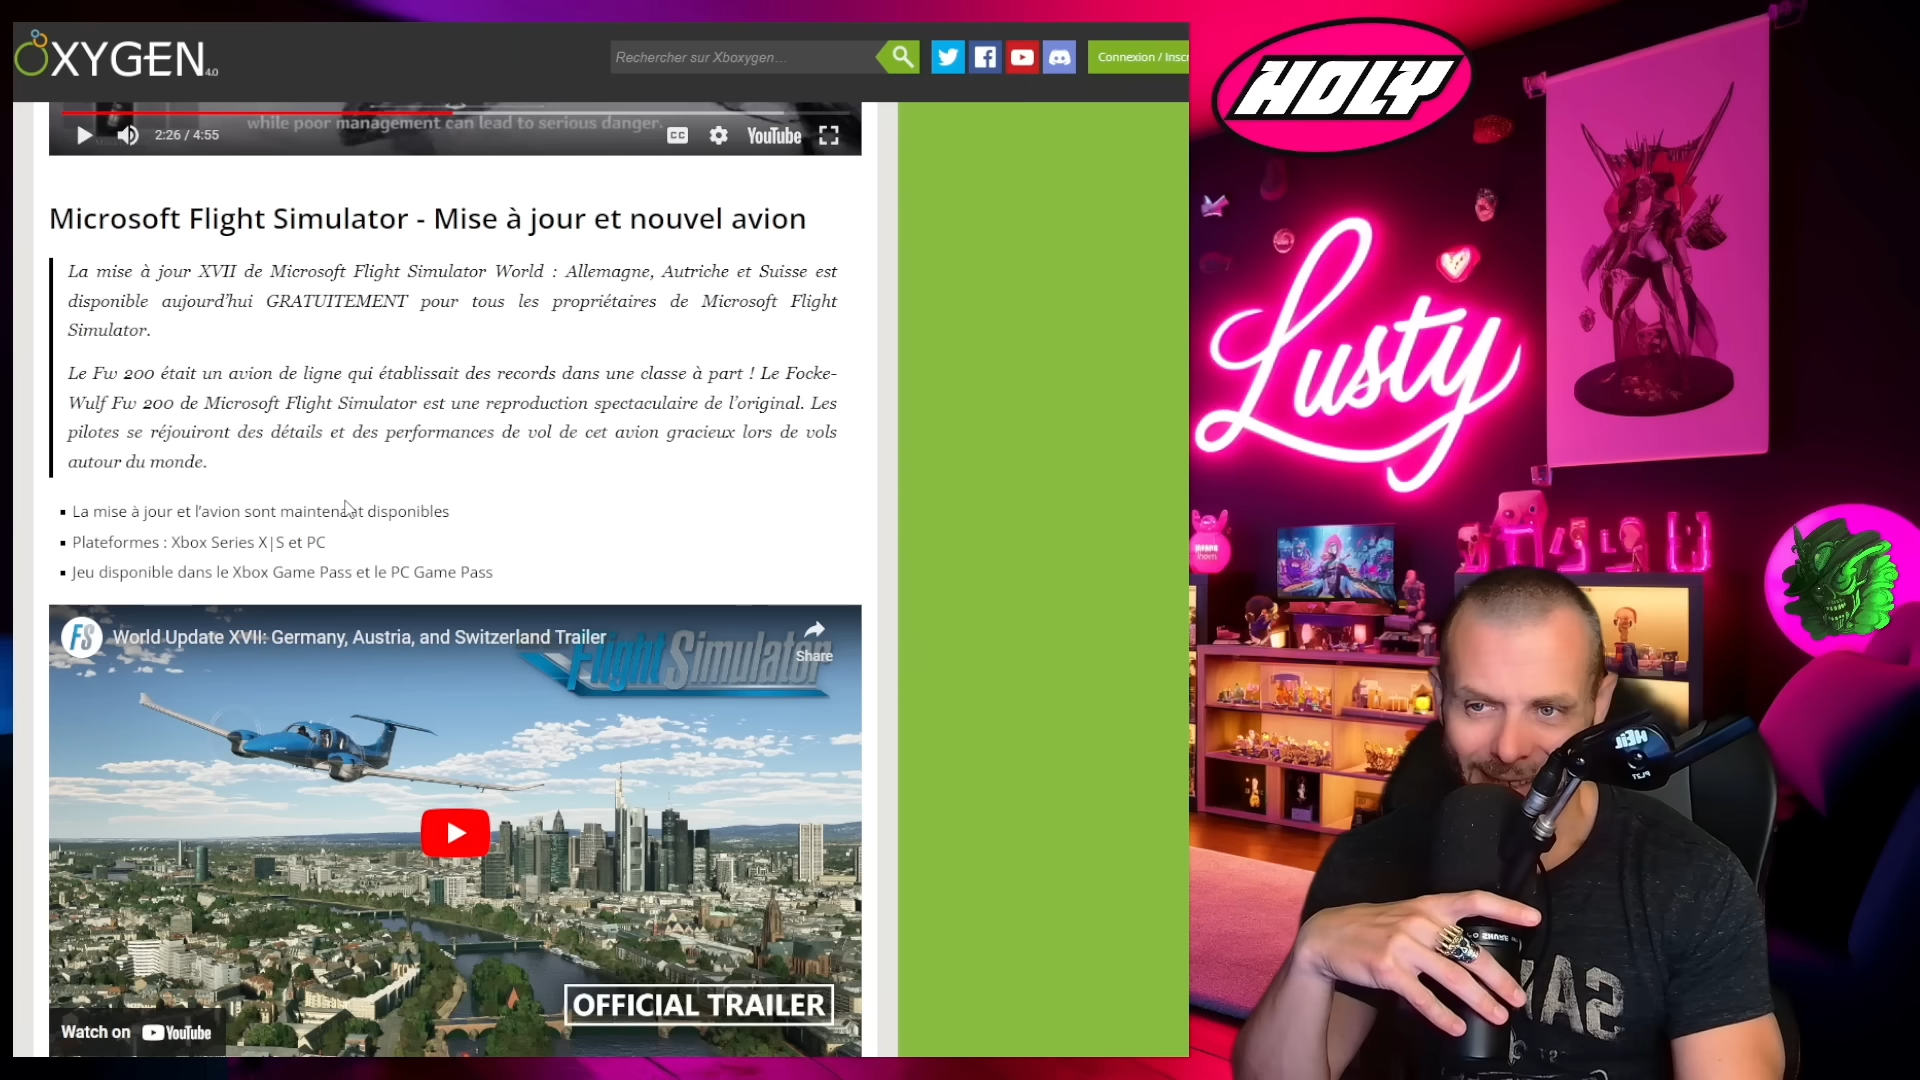 XYGEN 4.0
Rechercher sur Xboxygen…
Connexion / Inscr
while poor management can lead to serious danger.
2:26 / 4:55
CC
YouTube
Microsoft Flight Simulator - Mise à jour et nouvel avion
La mise à jour XVII de Microsoft Flight Simulator World : Allemagne, Autriche et Suisse est
disponible aujourd'hui GRATUITEMENT pour tous les propriétaires de Microsoft Flight
Simulator.
Le Fw 200 était un avion de ligne qui établissait des records dans une classe à part ! Le Focke-
Wulf Fw 200 de Microsoft Flight Simulator est une reproduction spectaculaire de l'original. Les
pilotes se réjouiront des détails et des performances de vol de cet avion gracieux lors de vols
autour du monde.
La mise à jour et l'avion sont maintenant disponibles
Plateformes : Xbox Series X|S et PC
Jeu disponible dans le Xbox Game Pass et le PC Game Pass
FS
World Update XVII: Germany, Austria, and Switzerland Trailer
Flight Simulator
Share
OFFICIAL TRAILER
Watch on YouTube
HOLY
Lusty
HEIL
PL2T
SAN